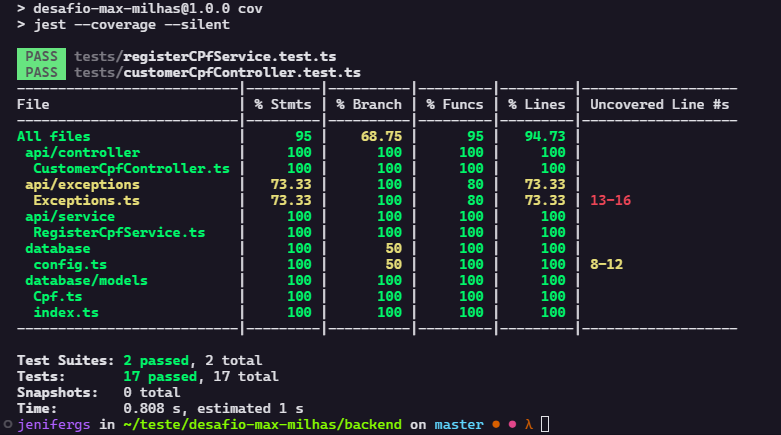 > desafio-max-milhas@1.0.0 cov
> jest --coverage --silent
PASS tests/registerCPfService.test.ts
PASS tests/customerCpfController.test.ts
---------------------------|---------|----------|---------|---------|-------------------
File | % Stmts | % Branch | % Funcs | % Lines | Uncovered Line #s
---------------------------|---------|----------|---------|---------|-------------------
All files | 95 | 68.75 | 95 | 94.73 |
api/controller | 100 | 100 | 100 | 100 |
CustomerCpfController.ts | 100 | 100 | 100 | 100 |
api/exceptions | 73.33 | 100 | 80 | 73.33 |
Exceptions.ts | 73.33 | 100 | 80 | 73.33 | 13-16
api/service | 100 | 100 | 100 | 100 |
RegisterCpfService.ts | 100 | 100 | 100 | 100 |
database | 100 | 50 | 100 | 100 |
config.ts | 100 | 50 | 100 | 100 | 8-12
database/models | 100 | 100 | 100 | 100 |
Cpf.ts | 100 | 100 | 100 | 100 |
index.ts | 100 | 100 | 100 | 100 |
---------------------------|---------|----------|---------|---------|-------------------
Test Suites: 2 passed, 2 total
Tests: 17 passed, 17 total
Snapshots: 0 total
Time: 0.808 s, estimated 1 s
jenifergs in ~/teste/desafio-max-milhas/backend on master ● ● λ